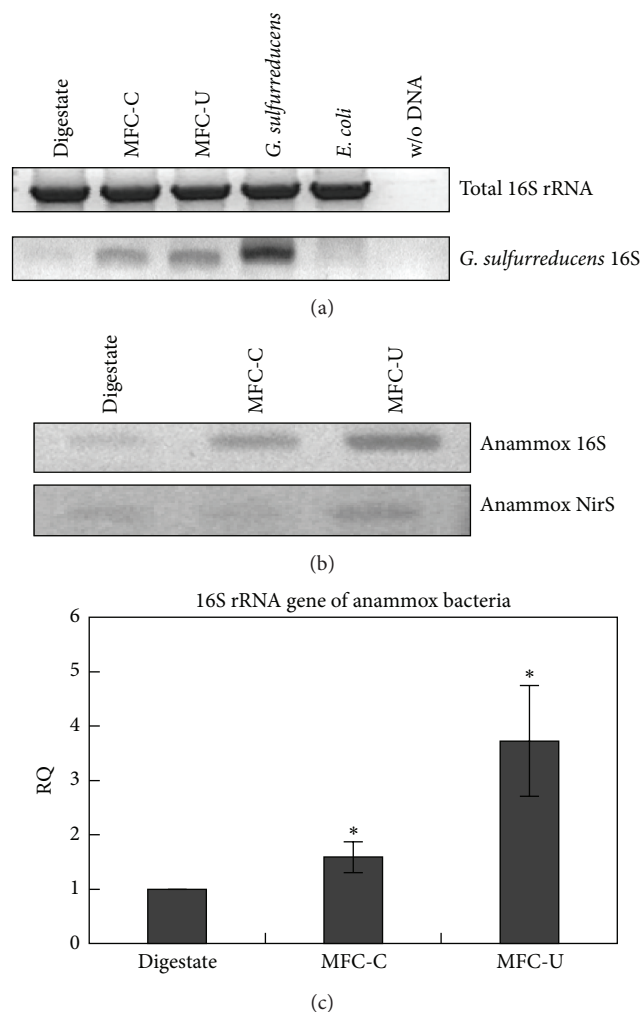 Digestate
MFC-C
MFC-U
G. sulfurreducens
E. coli
w/o DNA
Total 16S rRNA
G. sulfurreducens 16S
(a)
Digestate
MFC-C
MFC-U
Anammox 16S
Anammox NirS
(b)
16S rRNA gene of anammox bacteria
6
5
4
3
2
1
0
RQ
*
*
Digestate
MFC-C
MFC-U
(c)